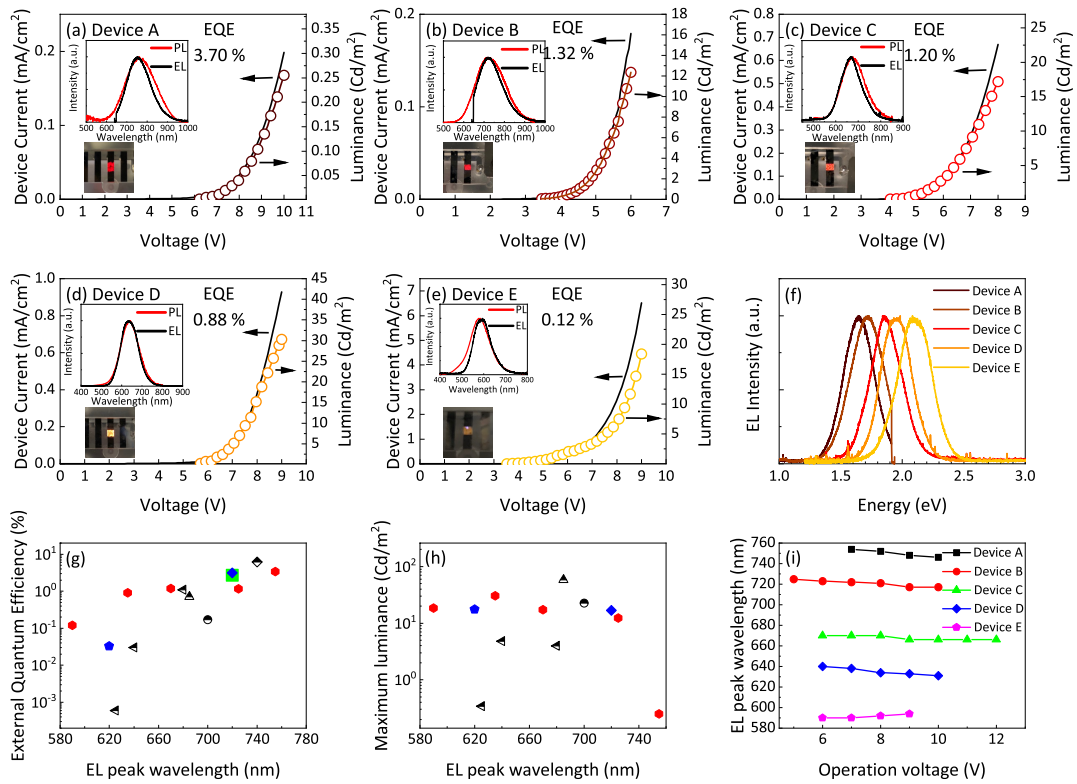 (a) Device A
EQE
3.70 %
PL
EL
Intensity (a.u.)
500 600 700 800 900 1000
Wavelength (nm)
Device Current (mA/cm²)
0.2
0.1
0.0
0 1 2 3 4 5 6 7 8 9 10 11
Voltage (V)
0.35
0.30
0.25
0.20
0.15
0.10
0.05
Luminance (Cd/m²)
(b) Device B
EQE
1.32 %
PL
EL
Intensity (a.u.)
500 600 700 800 900 1000
Wavelength (nm)
Device Current (mA/cm²)
0.2
0.1
0.0
0 1 2 3 4 5 6 7
Voltage (V)
18
16
14
12
10
8
6
4
2
0
Luminance (Cd/m²)
(c) Device C
EQE
1.20 %
PL
EL
Intensity (a.u.)
500 600 700 800 900
Wavelength (nm)
Device Current (mA/cm²)
0.8
0.7
0.6
0.5
0.4
0.3
0.2
0.1
0.0
0 1 2 3 4 5 6 7 8 9
Voltage (V)
25
20
15
10
5
Luminance (Cd/m²)
(d) Device D
EQE
0.88 %
PL
EL
Intensity (a.u.)
400 500 600 700 800 900
Wavelength (nm)
Device Current (mA/cm²)
1.0
0.8
0.6
0.4
0.2
0.0
0 1 2 3 4 5 6 7 8 9 10
Voltage (V)
45
40
35
30
25
20
15
10
5
Luminance (Cd/m²)
(e) Device E
EQE
0.12 %
PL
EL
Intensity (a.u.)
400 500 600 700 800
Wavelength (nm)
Device Current (mA/cm²)
7
6
5
4
3
2
1
0
0 1 2 3 4 5 6 7 8 9 10
Voltage (V)
30
25
20
15
10
5
0
Luminance (Cd/m²)
(f)
Device A
Device B
Device C
Device D
Device E
EL Intensity (a.u.)
1.0 1.5 2.0 2.5 3.0
Energy (eV)
(g)
External Quantum Efficiency (%)
10¹
10⁰
10⁻¹
10⁻²
10⁻³
580 620 660 700 740 780
EL peak wavelength (nm)
(h)
Maximum luminance (Cd/m²)
10²
10¹
10⁰
580 620 660 700 740
EL peak wavelength (nm)
(i)
Device A
Device B
Device C
Device D
Device E
EL peak wavelength (nm)
760
740
720
700
680
660
640
620
600
580
4 5 6 7 8 9 10 11 12 13
Operation voltage (V)